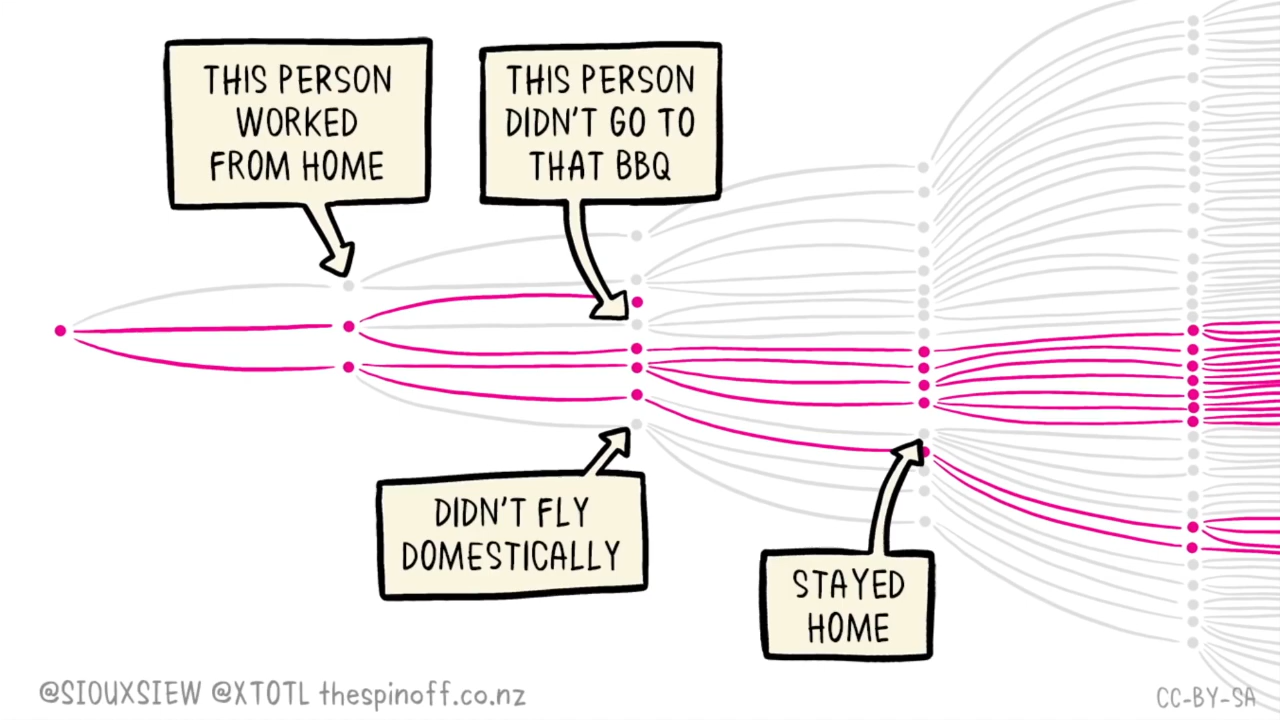 THIS PERSON
WORKED
FROM HOME
THIS PERSON
DIDN'T GO TO
THAT BBQ
DIDN'T FLY
DOMESTICALLY
STAYED
HOME
@SIOUXSIEW @XTOTL thespinoff.co.nz
CC-BY-SA